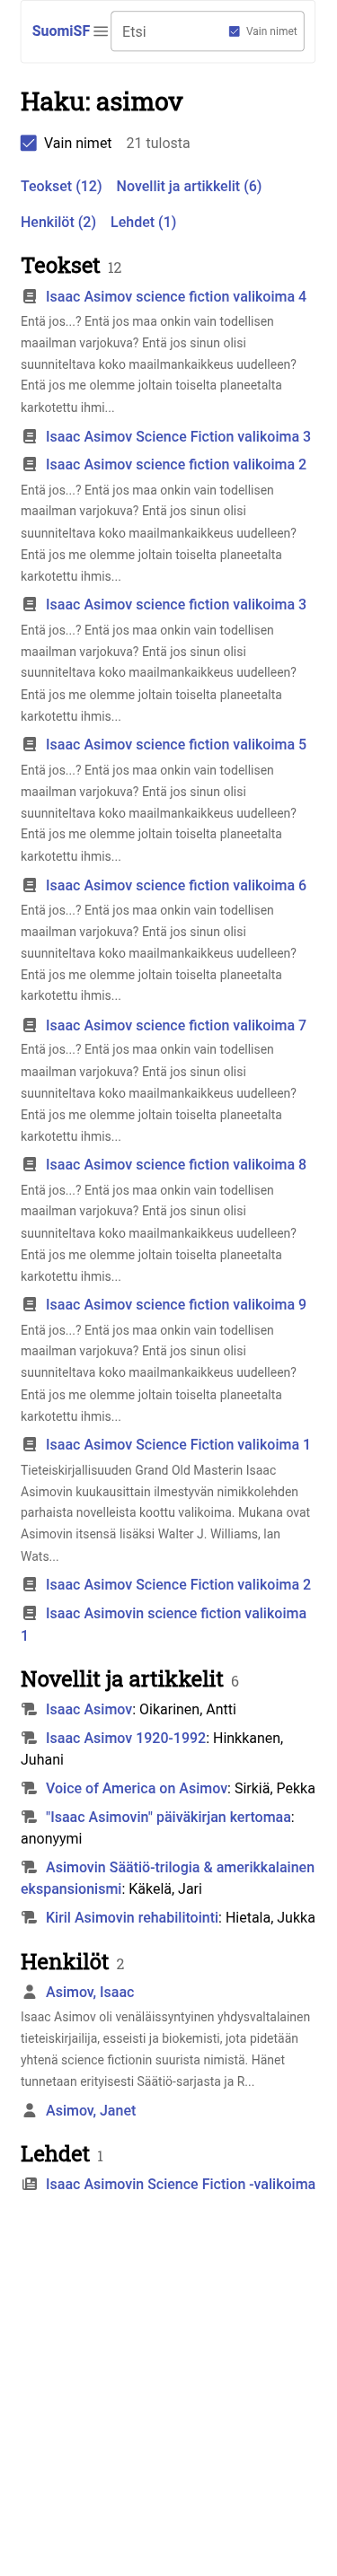 SuomiSF
Etsi
Vain nimet
Haku: asimov
Vain nimet 21 tulosta
Teokset (12) Novellit ja artikkelit (6)
Henkilöt (2) Lehdet (1)
Teokset 12
Isaac Asimov science fiction valikoima 4
Entä jos...? Entä jos maa onkin vain todellisen
maailman varjokuva? Entä jos sinun olisi
suunniteltava koko maailmankaikkeus uudelleen?
Entä jos me olemme joltain toiselta planeetalta
karkotettu ihmi...
Isaac Asimov Science Fiction valikoima 3
Isaac Asimov science fiction valikoima 2
Entä jos...? Entä jos maa onkin vain todellisen
maailman varjokuva? Entä jos sinun olisi
suunniteltava koko maailmankaikkeus uudelleen?
Entä jos me olemme joltain toiselta planeetalta
karkotettu ihmis...
Isaac Asimov science fiction valikoima 3
Entä jos...? Entä jos maa onkin vain todellisen
maailman varjokuva? Entä jos sinun olisi
suunniteltava koko maailmankaikkeus uudelleen?
Entä jos me olemme joltain toiselta planeetalta
karkotettu ihmis...
Isaac Asimov science fiction valikoima 5
Entä jos...? Entä jos maa onkin vain todellisen
maailman varjokuva? Entä jos sinun olisi
suunniteltava koko maailmankaikkeus uudelleen?
Entä jos me olemme joltain toiselta planeetalta
karkotettu ihmis...
Isaac Asimov science fiction valikoima 6
Entä jos...? Entä jos maa onkin vain todellisen
maailman varjokuva? Entä jos sinun olisi
suunniteltava koko maailmankaikkeus uudelleen?
Entä jos me olemme joltain toiselta planeetalta
karkotettu ihmis...
Isaac Asimov science fiction valikoima 7
Entä jos...? Entä jos maa onkin vain todellisen
maailman varjokuva? Entä jos sinun olisi
suunniteltava koko maailmankaikkeus uudelleen?
Entä jos me olemme joltain toiselta planeetalta
karkotettu ihmis...
Isaac Asimov science fiction valikoima 8
Entä jos...? Entä jos maa onkin vain todellisen
maailman varjokuva? Entä jos sinun olisi
suunniteltava koko maailmankaikkeus uudelleen?
Entä jos me olemme joltain toiselta planeetalta
karkotettu ihmis...
Isaac Asimov science fiction valikoima 9
Entä jos...? Entä jos maa onkin vain todellisen
maailman varjokuva? Entä jos sinun olisi
suunniteltava koko maailmankaikkeus uudelleen?
Entä jos me olemme joltain toiselta planeetalta
karkotettu ihmis...
Isaac Asimov Science Fiction valikoima 1
Tieteiskirjallisuuden Grand Old Masterin Isaac
Asimovin kuukausittain ilmestyvän nimikkolehden
parhaista novelleista koottu valikoima. Mukana ovat
Asimovin itsensä lisäksi Walter J. Williams, Ian
Wats...
Isaac Asimov Science Fiction valikoima 2
Isaac Asimovin science fiction valikoima
1
Novellit ja artikkelit 6
Isaac Asimov: Oikarinen, Antti
Isaac Asimov 1920-1992: Hinkkanen,
Juhani
Voice of America on Asimov: Sirkiä, Pekka
"Isaac Asimovin" päiväkirjan kertomaa:
anonyymi
Asimovin Säätiö-trilogia & amerikkalainen
ekspansionismi: Käkelä, Jari
Kiril Asimovin rehabilitointi: Hietala, Jukka
Henkilöt 2
Asimov, Isaac
Isaac Asimov oli venäläissyntyinen yhdysvaltalainen
tieteiskirjailija, esseisti ja biokemisti, jota pidetään
yhtenä science fictionin suurista nimistä. Hänet
tunnetaan erityisesti Säätiö-sarjasta ja R...
Asimov, Janet
Lehdet 1
Isaac Asimovin Science Fiction -valikoima